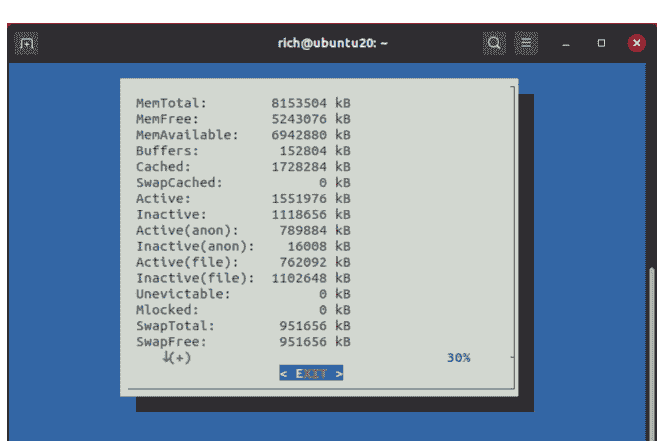 rich@ubuntu20: ~
MemTotal: 8153504 kB
MemFree: 5243076 kB
MemAvailable: 6942880 kB
Buffers: 152804 kB
Cached: 1728284 kB
SwapCached: 0 kB
Active: 1551976 kB
Inactive: 1118656 kB
Active(anon): 789884 kB
Inactive(anon): 16008 kB
Active(file): 762092 kB
Inactive(file): 1102648 kB
Unevictable: 0 kB
Mlocked: 0 kB
SwapTotal: 951656 kB
SwapFree: 951656 kB
↓(+) 30%
< EXIT >